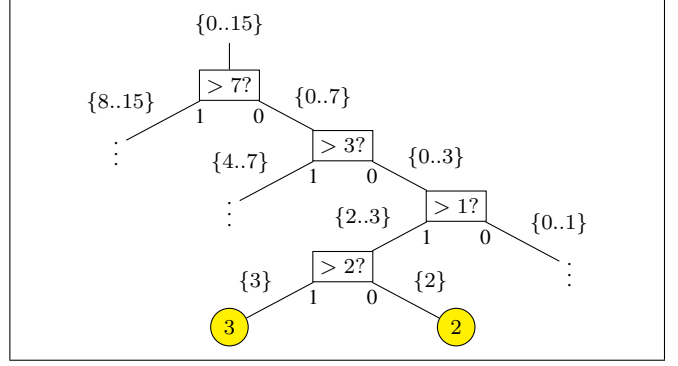 {0..15}
> 7?
{8..15} 1 0 {0..7}
> 3?
{4..7} 1 0 {0..3}
> 1?
{2..3} 1 0 {0..1}
> 2?
{3} 1 0 {2}
3 2